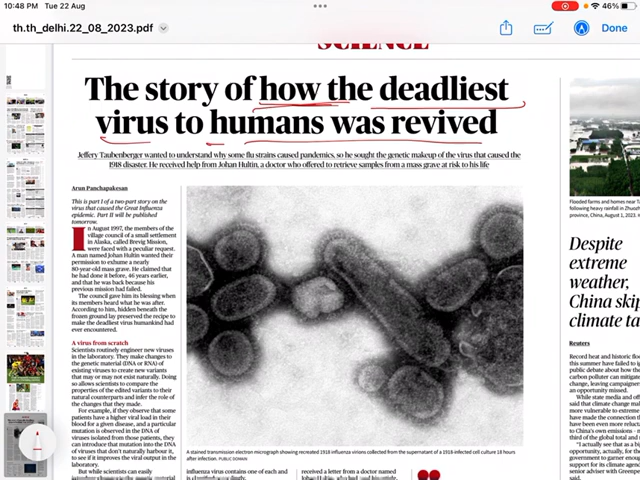 10:48 PM Tue 22 Aug
46%
th.th_delhi.22_08_2023.pdf
Done
SCIENCE
The story of how the deadliest
virus to humans was revived
Jeffery Taubenberger wanted to understand why some flu strains caused pandemics, so he sought the genetic makeup of the virus that caused the
1918 disaster. He received help from Johan Hultin, a doctor who offered to retrieve samples from a mass grave at risk to his life
Arun Panchapakesan
This is part I of a two-part story on the
virus that caused the Great Influenza
epidemic. Part II will be published
tomorrow.
In August 1997, the members of the
village council of a small settlement
in Alaska, called Brevig Mission,
were faced with a peculiar request.
A man named Johan Hultin wanted their
permission to exhume a nearly
80-year-old mass grave. He claimed that
he had done it before, 46 years earlier,
and that he was back because his
previous mission had failed.
The council gave him its blessing when
its members heard what he was after.
According to him, hidden beneath the
frozen ground lay preserved the recipe to
make the deadliest virus humankind had
ever encountered.
A virus from scratch
Scientists routinely engineer new viruses
in the laboratory. They make changes to
the genetic material (DNA or RNA) of
existing viruses to create new variants
that may or may not exist naturally. Doing
so allows scientists to compare the
properties of the edited variants to their
natural counterparts and infer the role of
the changes that they made.
For example, if they observe that some
patients have a higher viral load in their
blood for a given disease, and a particular
mutation is observed in the DNA of
viruses isolated from those patients, they
can introduce that mutation into the DNA
of viruses that don't naturally harbour it,
to see if it improves the viral output in the
laboratory.
But while scientists can easily
A stained transmission electron micrograph showing recreated 1918 influenza virions collected from the supernatant of a 1918-infected cell culture 18 hours
after infection. PUBLIC DOMAIN
influenza virus contains one of each and
received a letter from a doctor named
Flooded farms and homes near
following heavy rainfall in
province, China, August 1, 2023.
Despite
extreme
weather,
China
climate
Reuters
Record heat and historic
this summer have failed to
public debate about how the
carbon polluter can mitigate
change, leaving campaigners
an opportunity missed.
While state media and
said that climate change
more vulnerable to extreme
have made the connection
have been even more
to China's own emissions
third of the global total and
"I actually see that as a
opportunity, actually, for the
government to garner
support for its climate
senior adviser with Greenpeace